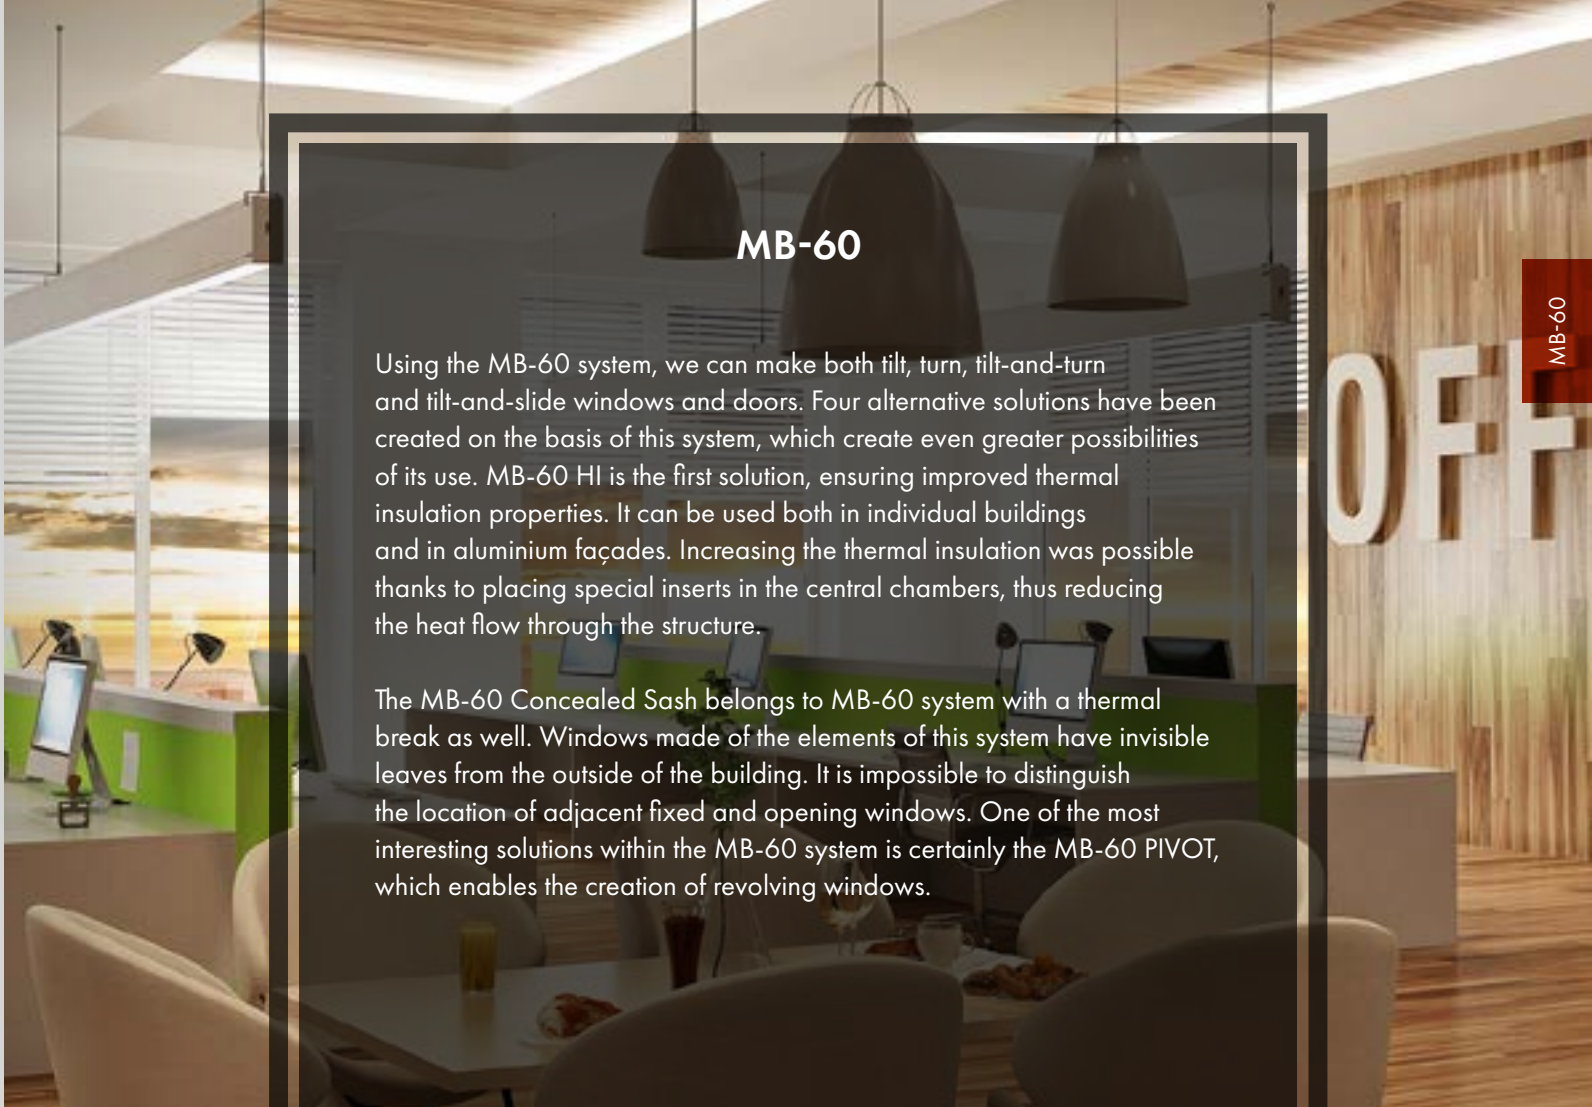 MB-60
Using the MB-60 system, we can make both tilt, turn, tilt-and-turn
and tilt-and-slide windows and doors. Four alternative solutions have been
created on the basis of this system, which create even greater possibilities
of its use. MB-60 HI is the first solution, ensuring improved thermal
insulation properties. It can be used both in individual buildings
and in aluminium façades. Increasing the thermal insulation was possible
thanks to placing special inserts in the central chambers, thus reducing
the heat flow through the structure.
The MB-60 Concealed Sash belongs to MB-60 system with a thermal
break as well. Windows made of the elements of this system have invisible
leaves from the outside of the building. It is impossible to distinguish
the location of adjacent fixed and opening windows. One of the most
interesting solutions within the MB-60 system is certainly the MB-60 PIVOT,
which enables the creation of revolving windows.
MB-60
OFF